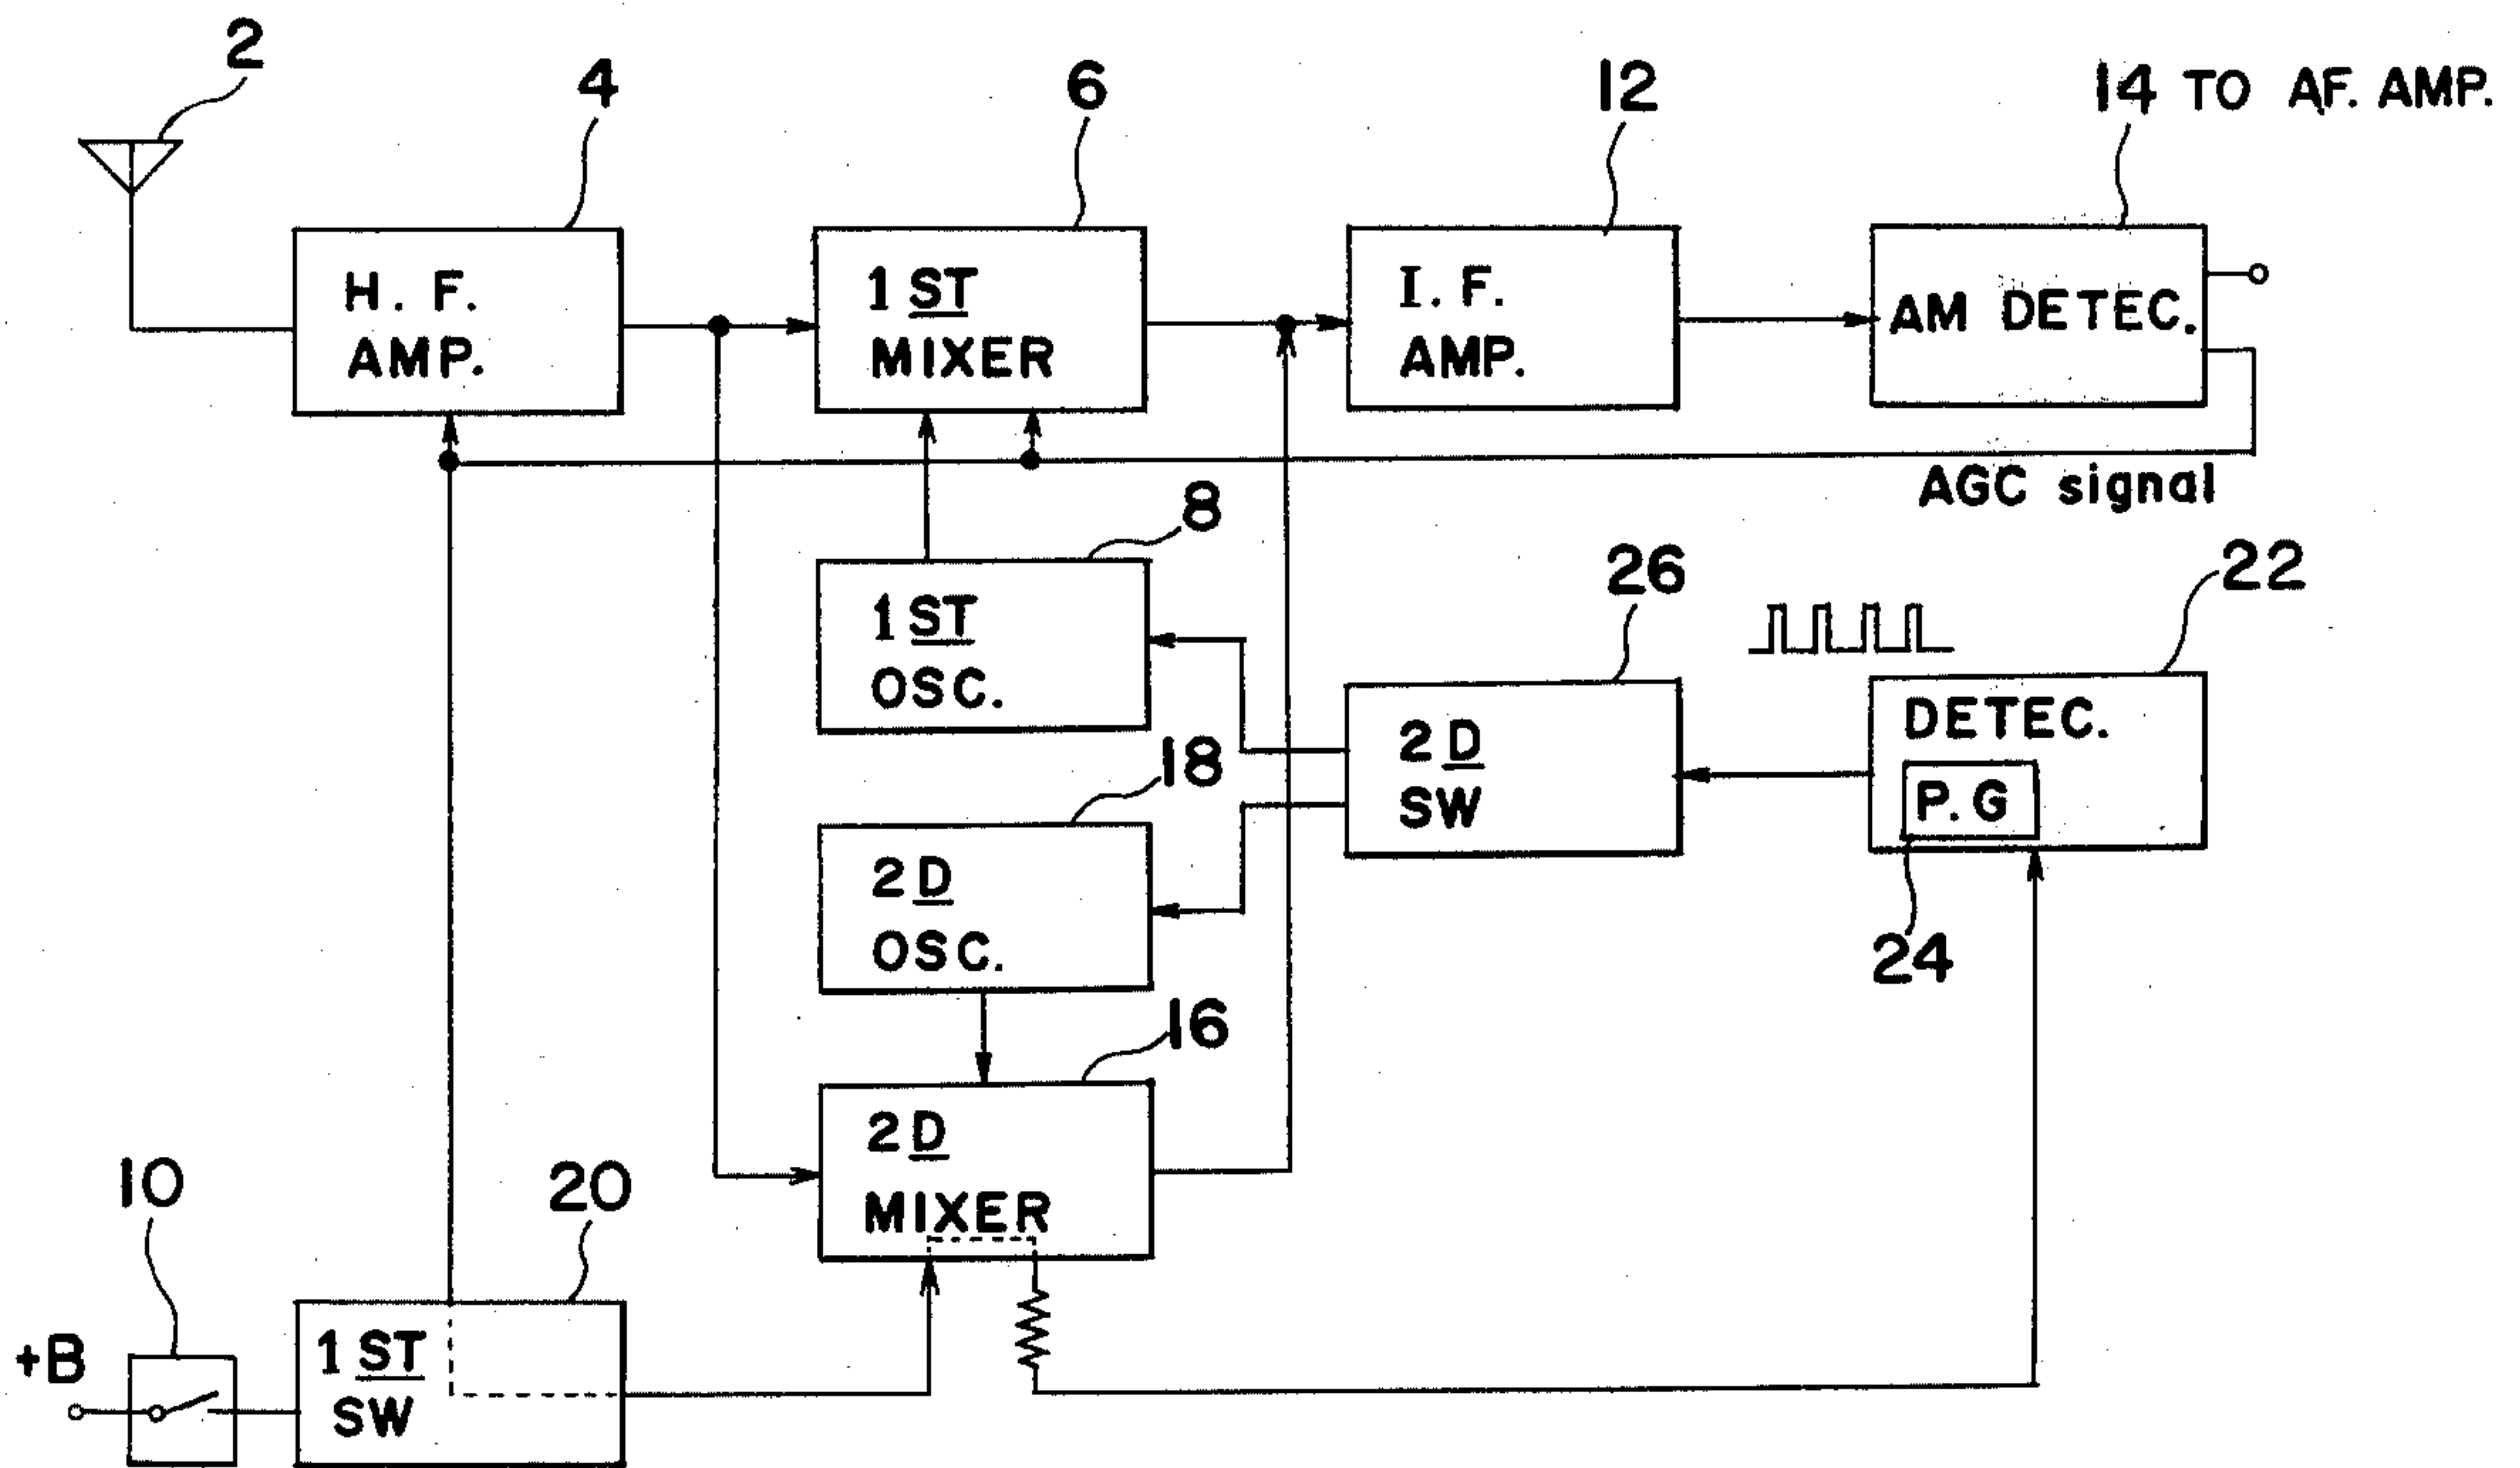 2
4
6
12
14 TO AF. AMP.
H. F.
AMP.
1 ST
MIXER
I. F.
AMP.
AM DETEC.
AGC signal
8
1 ST
OSC.
26
22
2 D
SW
DETEC.
P. G
24
18
2 D
OSC.
16
2 D
MIXER
10
20
+B
1 ST
SW